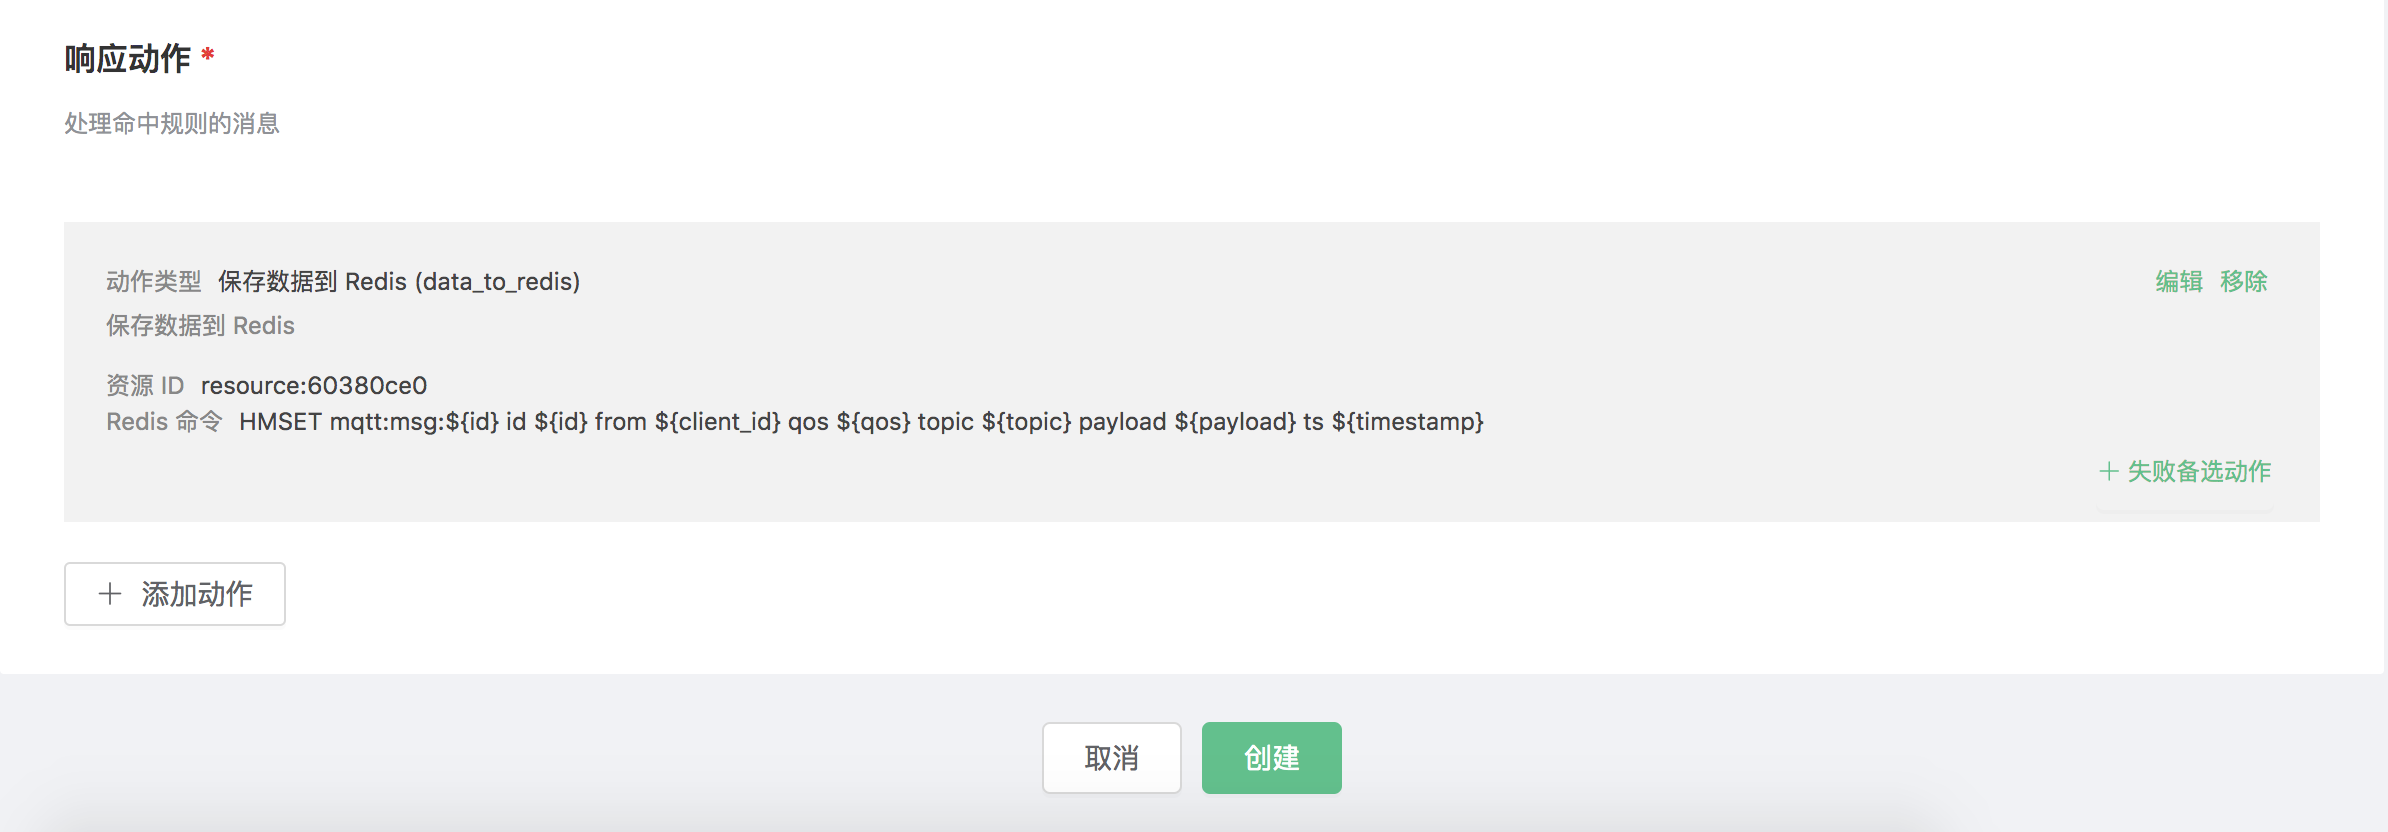 响应动作 *
处理命中规则的消息
动作类型 保存数据到 Redis (data_to_redis)
编辑 移除
保存数据到 Redis
资源 ID resource:60380ce0
Redis 命令 HMSET mqtt:msg:${id} id ${id} from ${client_id} qos ${qos} topic ${topic} payload ${payload} ts ${timestamp}
+ 失败备选动作
+ 添加动作
取消
创建